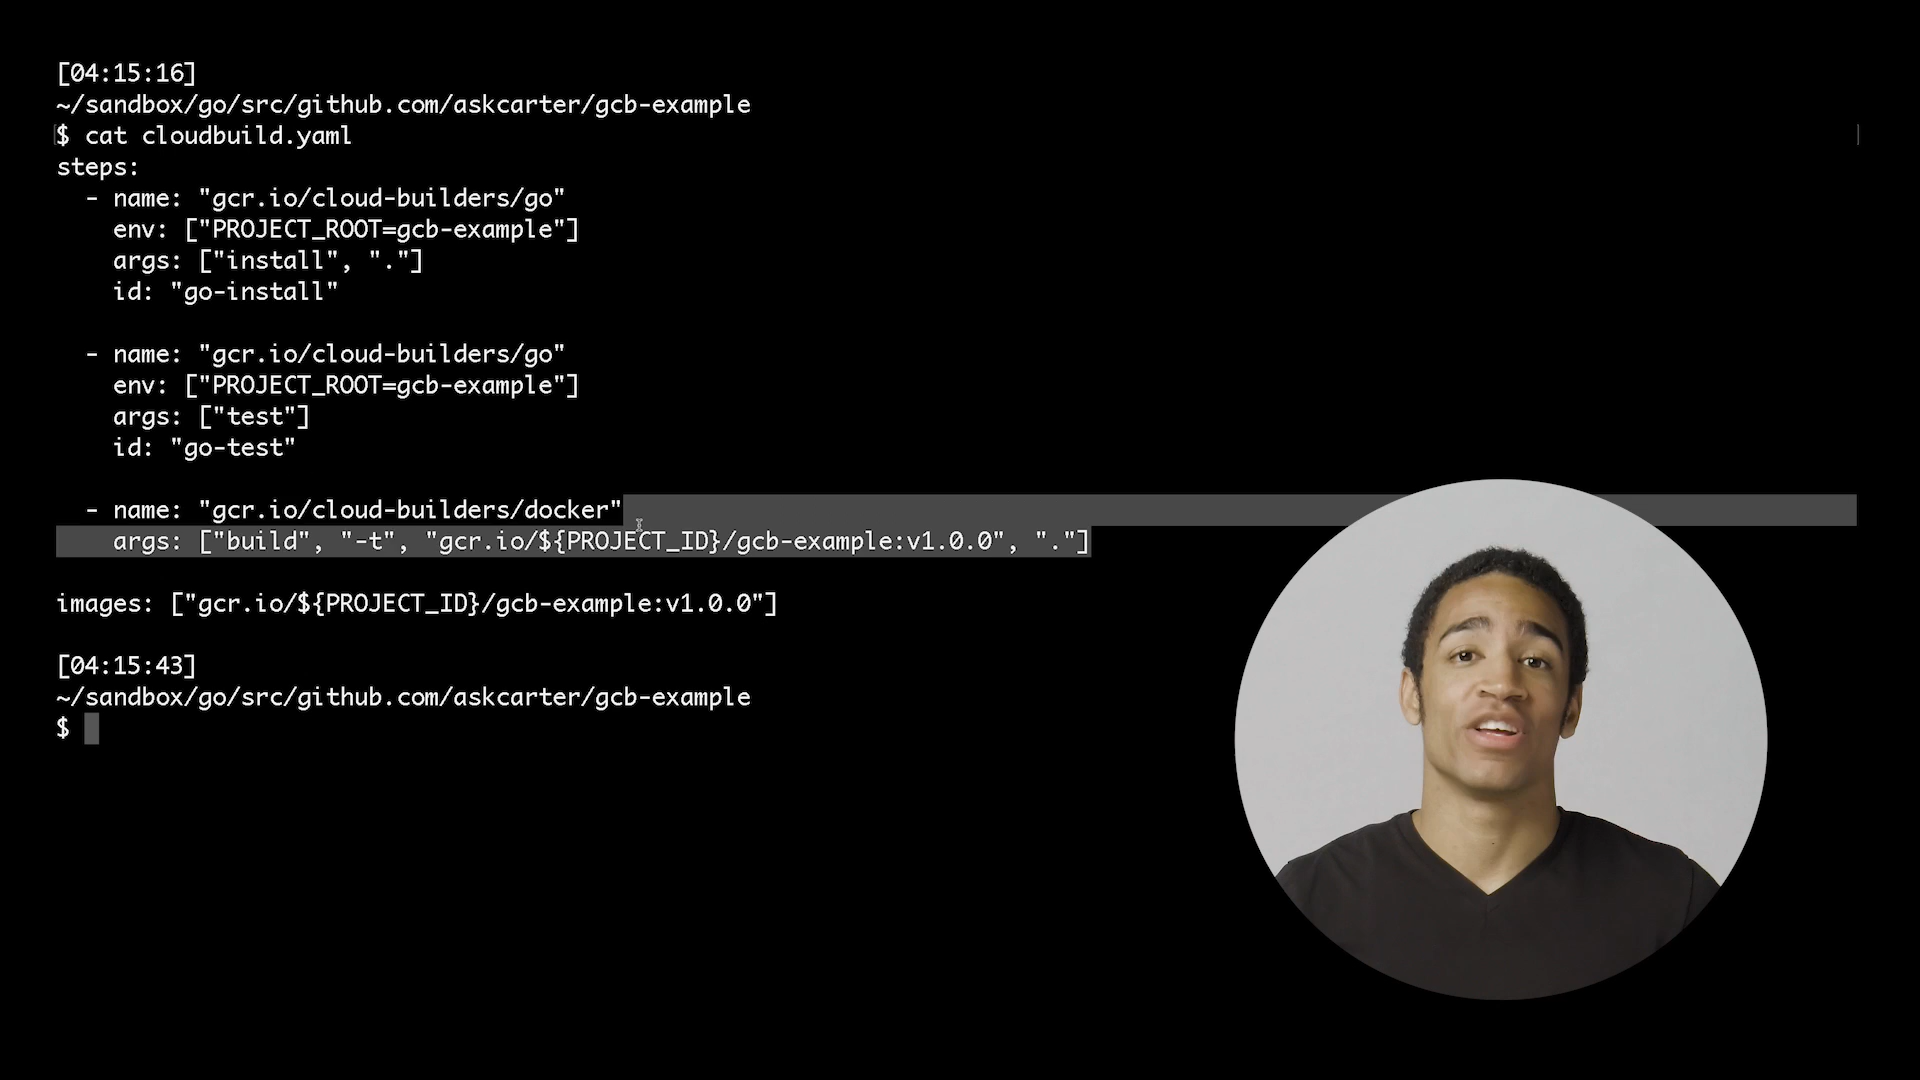 [04:15:16]
~/sandbox/go/src/github.com/askcarter/gcb-example
$ cat cloudbuild.yaml
steps:
  - name: "gcr.io/cloud-builders/go"
    env: ["PROJECT_ROOT=gcb-example"]
    args: ["install", "."]
    id: "go-install"

  - name: "gcr.io/cloud-builders/go"
    env: ["PROJECT_ROOT=gcb-example"]
    args: ["test"]
    id: "go-test"

  - name: "gcr.io/cloud-builders/docker"
    args: ["build", "-t", "gcr.io/${PROJECT_ID}/gcb-example:v1.0.0", "."]

images: ["gcr.io/${PROJECT_ID}/gcb-example:v1.0.0"]

[04:15:43]
~/sandbox/go/src/github.com/askcarter/gcb-example
$